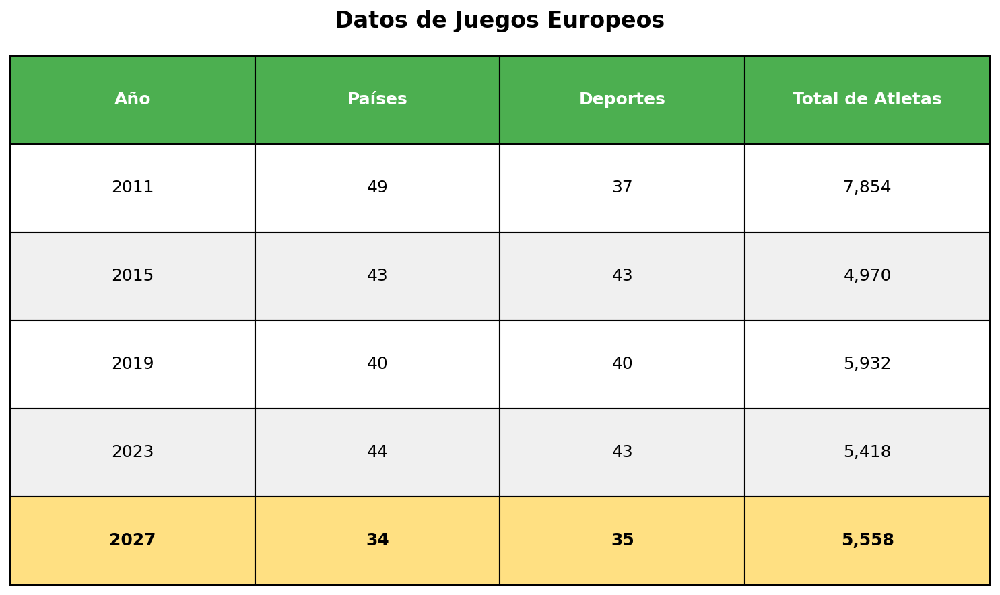 Datos de Juegos Europeos
Año Países Deportes Total de Atletas
2011 49 37 7,854
2015 43 43 4,970
2019 40 40 5,932
2023 44 43 5,418
2027 34 35 5,558